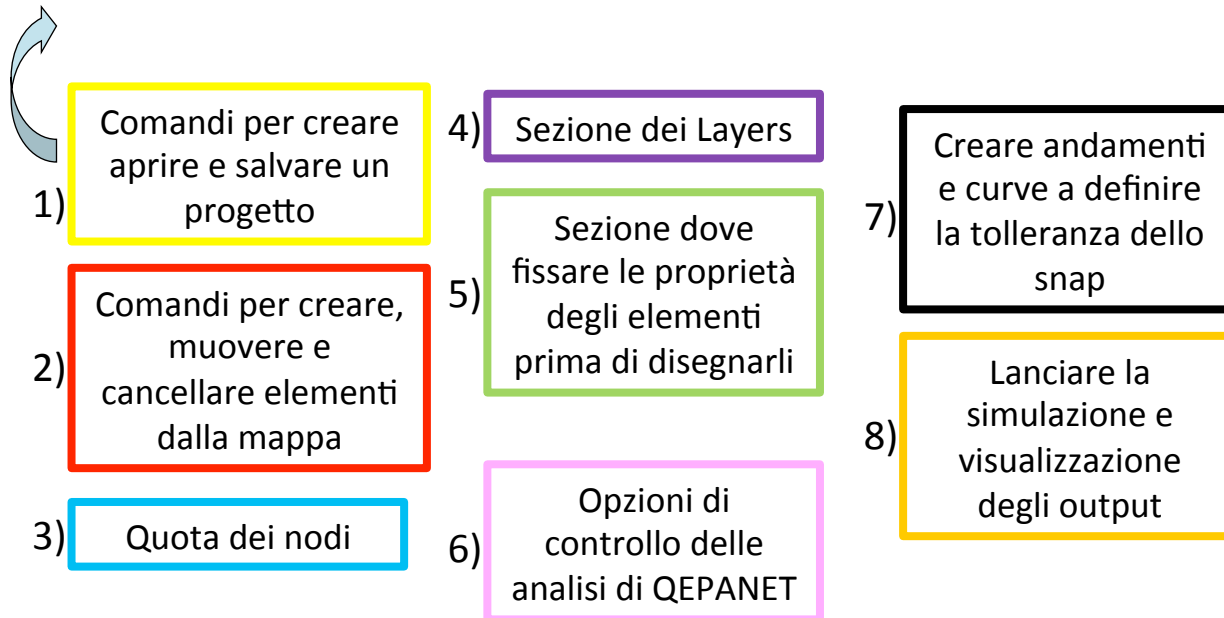 1)
Comandi per creare
aprire e salvare un
progetto
2)
Comandi per creare,
muovere e
cancellare elementi
dalla mappa
3)
Quota dei nodi
4)
Sezione dei Layers
5)
Sezione dove
fissare le proprietà
degli elementi
prima di disegnarli
6)
Opzioni di
controllo delle
analisi di QEPANET
7)
Creare andamenti
e curve a definire
la tolleranza dello
snap
8)
Lanciare la
simulazione e
visualizzazione
degli output